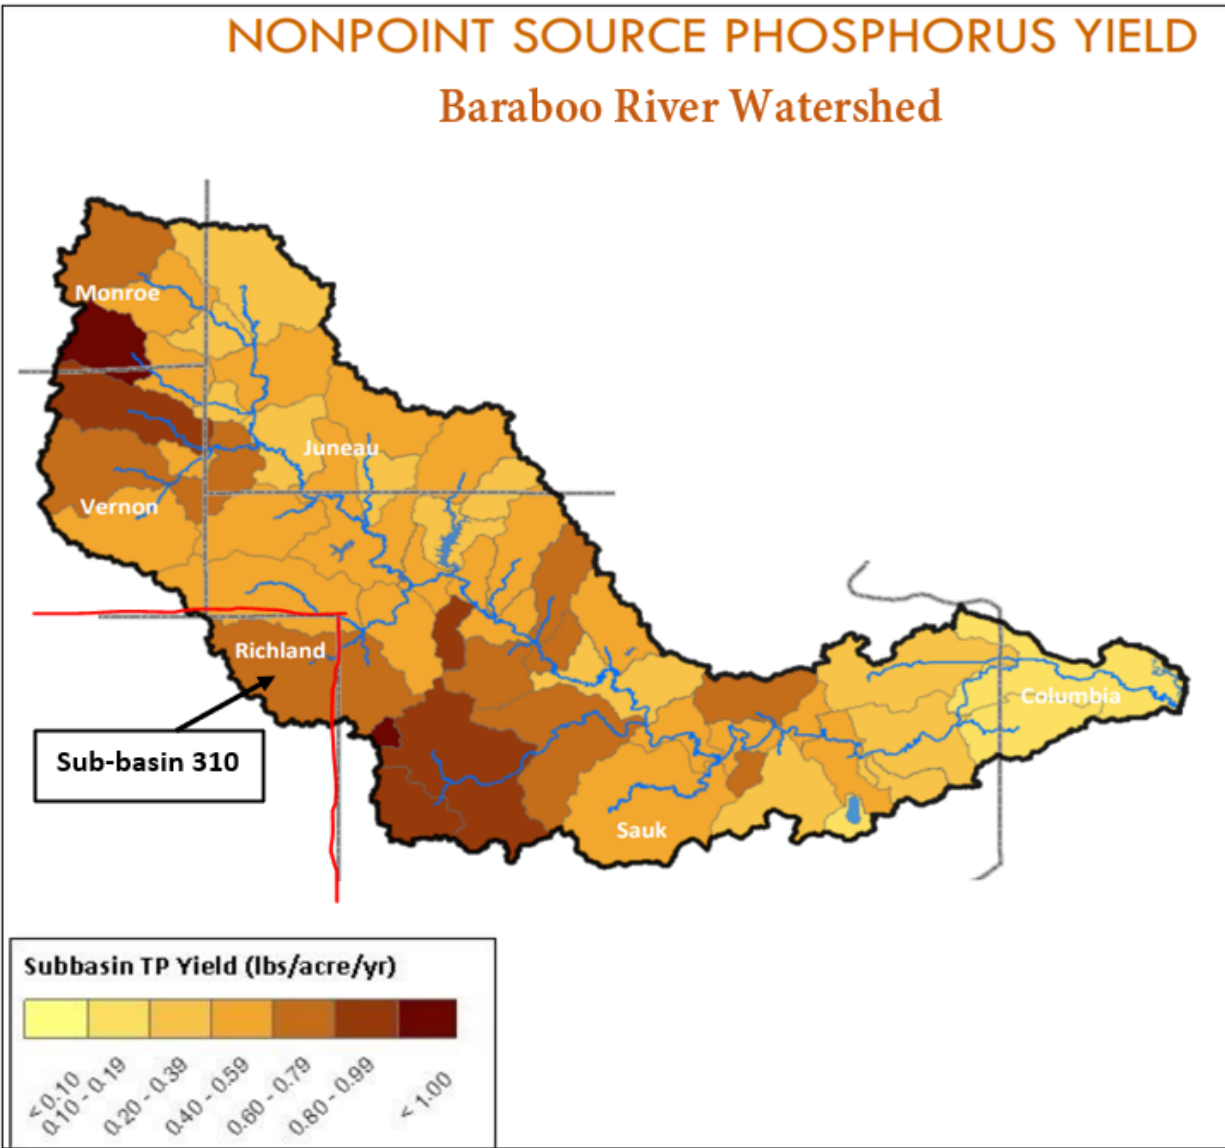 NONPOINT SOURCE PHOSPHORUS YIELD
Baraboo River Watershed
Monroe
Juneau
Vernon
Richland
Columbia
Sub-basin 310
Sauk
Subbasin TP Yield (lbs/acre/yr)
< 0.10
0.10 - 0.19
0.20 - 0.39
0.40 - 0.59
0.60 - 0.79
0.80 - 0.99
< 1.00